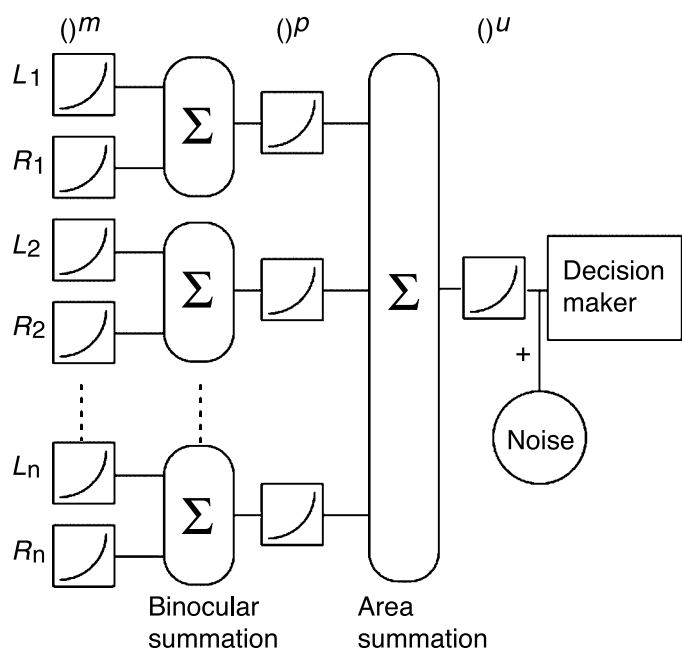 ()m ()p ()u
L1
Σ
R1
L2
Σ
Σ
Decision
maker
R2
+
Noise
Ln
Σ
Rn
Binocular
summation
Area
summation